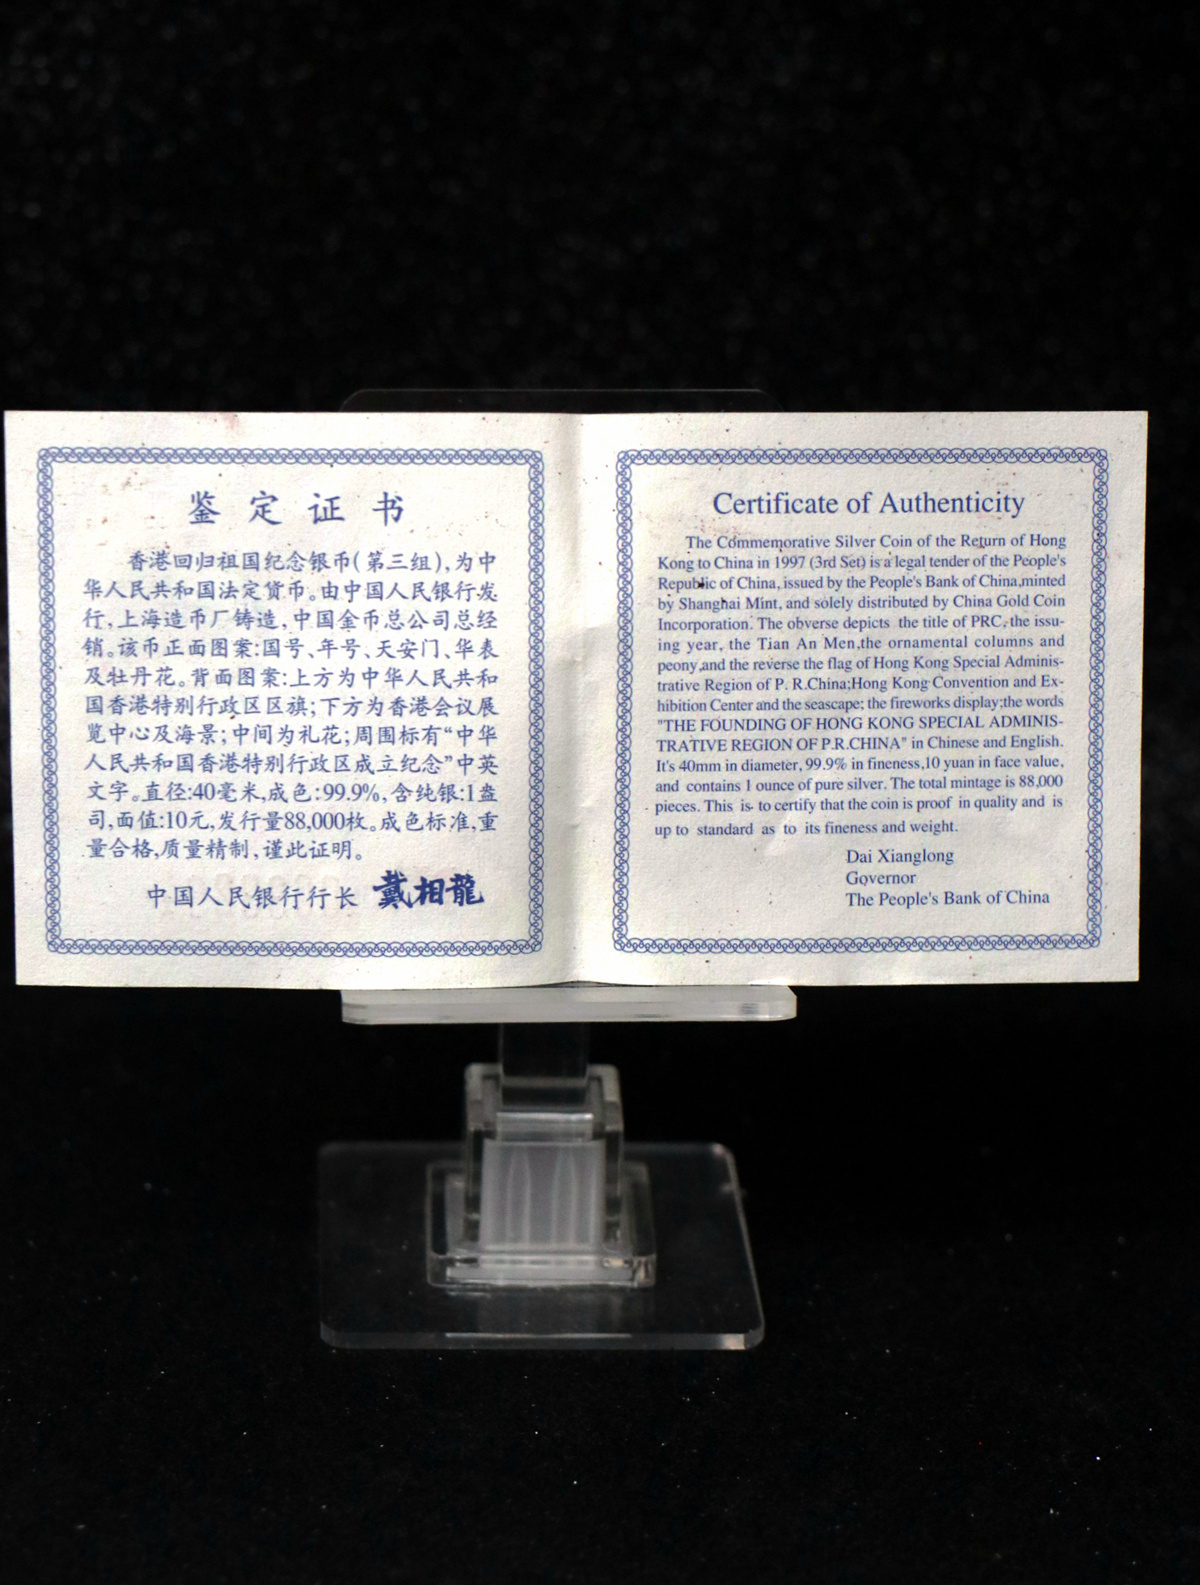 鉴定证书
香港回归祖国纪念银币(第三组),为中
华人民共和国法定货币。由中国人民银行发
行,上海造币厂铸造,中国金币总公司总经
销。该币正面图案:国号、年号、天安门、华表
及牡丹花。背面图案:上方为中华人民共和
国香港特别行政区区旗;下方为香港会议展
览中心及海景;中间为礼花;周围标有“中华
人民共和国香港特别行政区成立纪念”中英
文字。直径:40毫米,成色:99.9%,含纯银:1盎
司,面值:10元,发行量88,000枚。成色标准,重
量合格,质量精制,谨此证明。
中国人民银行行长 戴相龍
Certificate of Authenticity
The Commemorative Silver Coin of the Return of Hong
Kong to China in 1997 (3rd Set) is a legal tender of the People's
Republic of China, issued by the People's Bank of China,minted
by Shanghai Mint, and solely distributed by China Gold Coin
Incorporation. The obverse depicts the title of PRC, the issu-
ing year, the Tian An Men,the ornamental columns and
peony,and the reverse the flag of Hong Kong Special Adminis-
trative Region of P. R.China;Hong Kong Convention and Ex-
hibition Center and the seascape; the fireworks display;the words
"THE FOUNDING OF HONG KONG SPECIAL ADMINIS-
TRATIVE REGION OF P.R.CHINA" in Chinese and English.
It's 40mm in diameter, 99.9% in fineness,10 yuan in face value,
and contains 1 ounce of pure silver. The total mintage is 88,000
pieces. This is to certify that the coin is proof in quality and is
up to standard as to its fineness and weight.
Dai Xianglong
Governor
The People's Bank of China